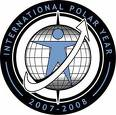 INTERNATIONAL POLAR YEAR
2007-2008